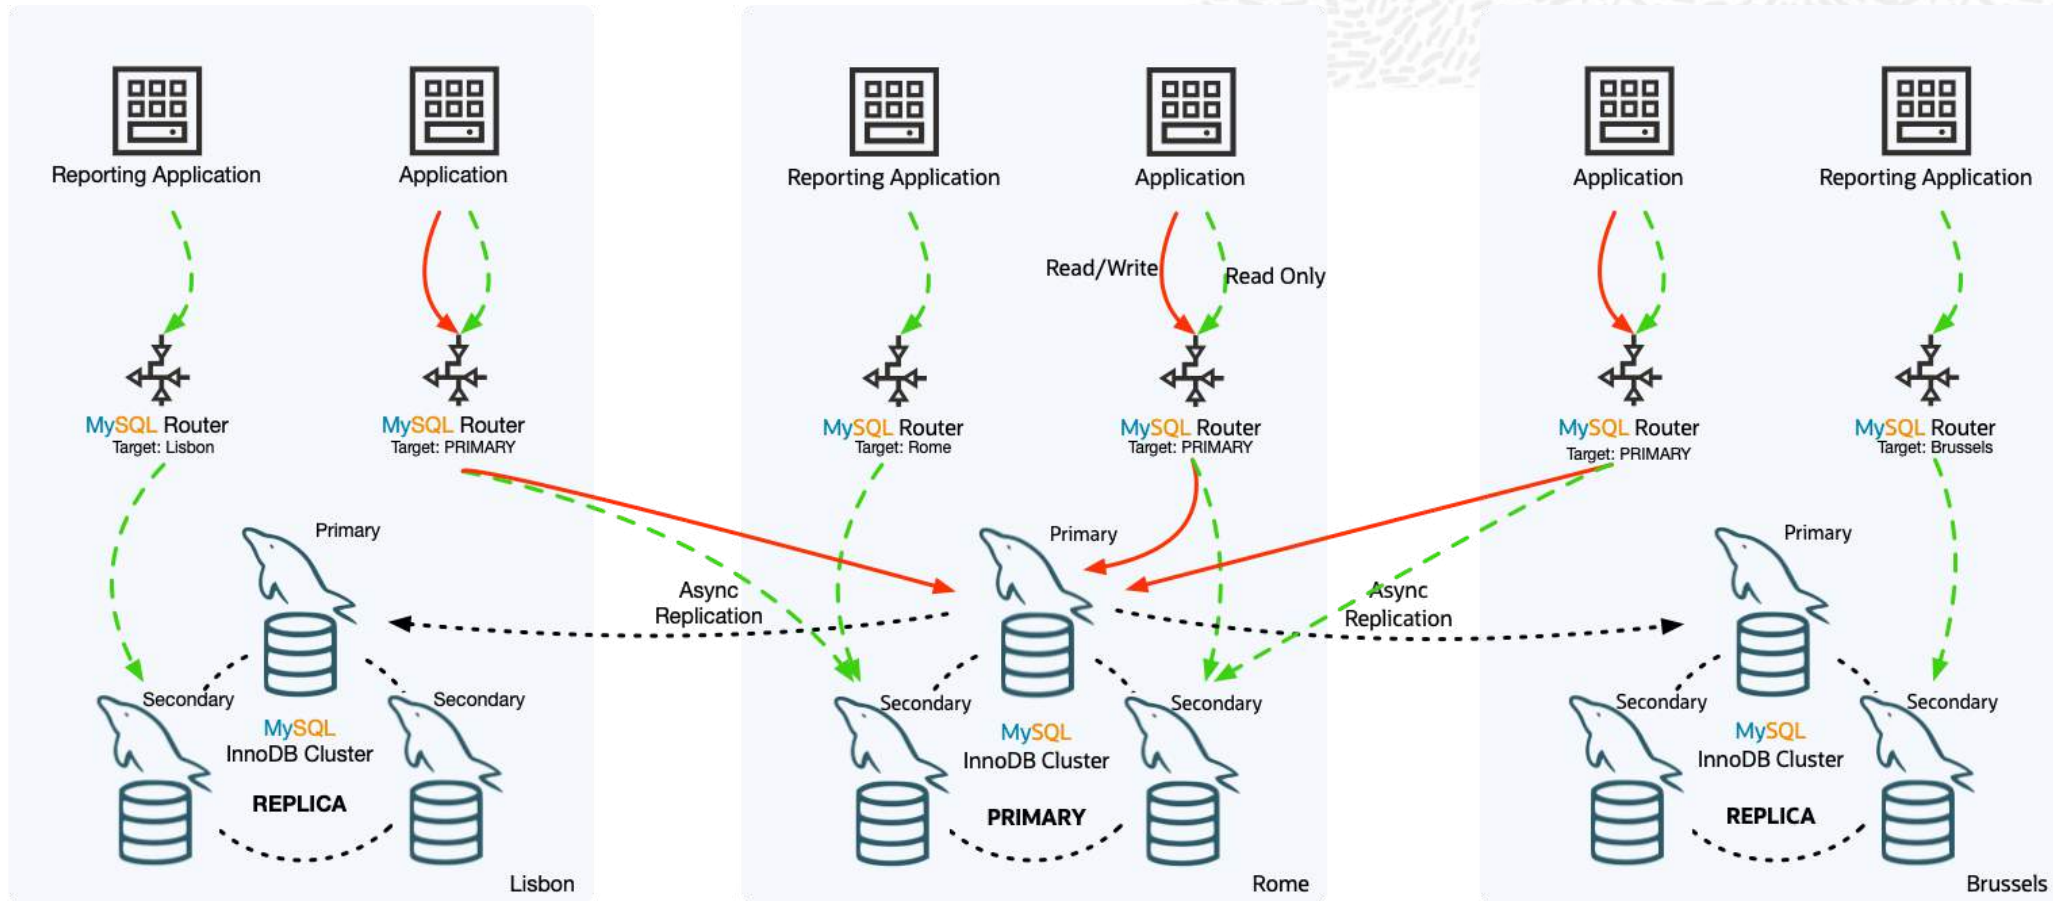 Reporting Application
Application
Reporting Application
Application
Application
Reporting Application
Read/Write
Read Only
MySQL Router
Target: Lisbon
MySQL Router
Target: PRIMARY
MySQL Router
Target: Rome
MySQL Router
Target: PRIMARY
MySQL Router
Target: PRIMARY
MySQL Router
Target: Brussels
Primary
Primary
Primary
Async
Replication
Async
Replication
Secondary
Secondary
Secondary
Secondary
Secondary
Secondary
MySQL
InnoDB Cluster
REPLICA
MySQL
InnoDB Cluster
PRIMARY
MySQL
InnoDB Cluster
REPLICA
Lisbon
Rome
Brussels